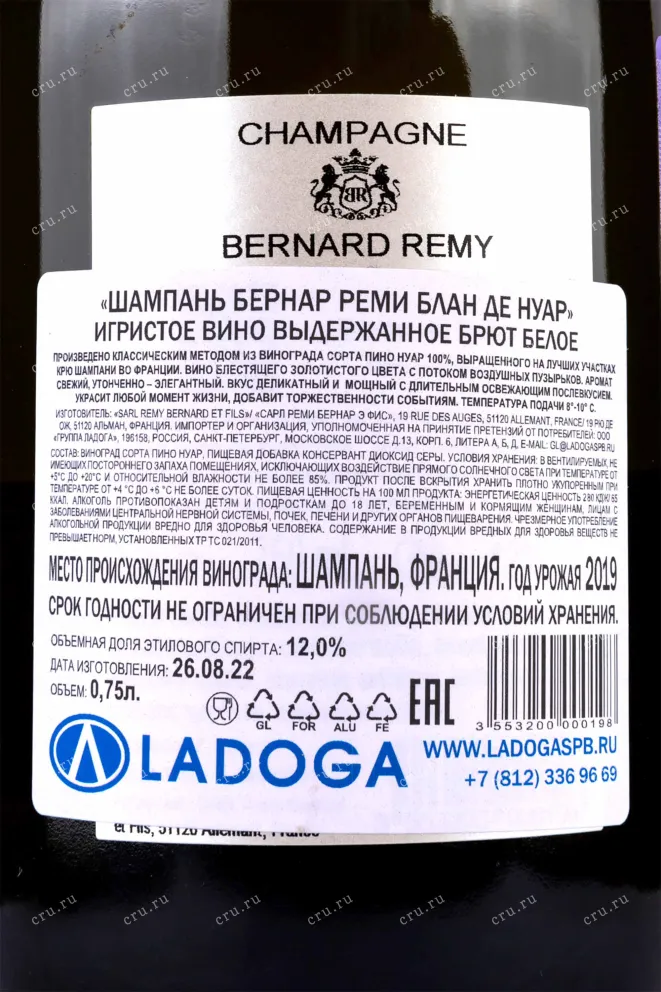 CHAMPAGNE
BR
BERNARD REMY
«ШАМПАНЬ БЕРНАР РЕМИ БЛАН ДЕ НУАР»
ИГРИСТОЕ ВИНО ВЫДЕРЖАННОЕ БРЮТ БЕЛОЕ
ПРОИЗВЕДЕНО КЛАССИЧЕСКИМ МЕТОДОМ ИЗ ВИНОГРАДА СОРТА ПИНО НУАР 100%, ВЫРАЩЕННОГО НА ЛУЧШИХ УЧАСТКАХ
КРЮ ШАМПАНИ ВО ФРАНЦИИ. ВИНО БЛЕСТЯЩЕГО ЗОЛОТИСТОГО ЦВЕТА С ПОТОКОМ ВОЗДУШНЫХ ПУЗЫРЬКОВ. АРОМАТ
СВЕЖИЙ, УТОНЧЕННО – ЭЛЕГАНТНЫЙ. ВКУС ДЕЛИКАТНЫЙ И МОЩНЫЙ С ДЛИТЕЛЬНЫМ ОСВЕЖАЮЩИМ ПОСЛЕВКУСИЕМ.
УКРАСИТ ЛЮБОЙ МОМЕНТ ЖИЗНИ, ДОБАВИТ ТОРЖЕСТВЕННОСТИ СОБЫТИЯМ. ТЕМПЕРАТУРА ПОДАЧИ 8°-10° С.
ИЗГОТОВИТЕЛЬ: «SARL REMY BERNARD ET FILS»/ «САРЛ РЕМИ БЕРНАР Э ФИС», 19 RUE DES AUGES, 51120 ALLEMANT, FRANCE/ 19 РЮ ДЕ
ОЖ, 51120 АЛЬМАН, ФРАНЦИЯ. ИМПОРТЕР И ОРГАНИЗАЦИЯ, УПОЛНОМОЧЕННАЯ НА ПРИНЯТИЕ ПРЕТЕНЗИЙ ОТ ПОТРЕБИТЕЛЕЙ: ООО
«ГРУППА ЛАДОГА», 196158, РОССИЯ, САНКТ-ПЕТЕРБУРГ, МОСКОВСКОЕ ШОССЕ Д.13, КОРП. 6, ЛИТЕРА А, Б, Д, E-MAIL: GL@LADOGASPB.RU
СОСТАВ: ВИНОГРАД СОРТА ПИНО НУАР, ПИЩЕВАЯ ДОБАВКА КОНСЕРВАНТ ДИОКСИД СЕРЫ. УСЛОВИЯ ХРАНЕНИЯ: В ВЕНТИЛИРУЕМЫХ, НЕ
ИМЕЮЩИХ ПОСТОРОННЕГО ЗАПАХА ПОМЕЩЕНИЯХ, ИСКЛЮЧАЮЩИХ ВОЗДЕЙСТВИЕ ПРЯМОГО СОЛНЕЧНОГО СВЕТА ПРИ ТЕМПЕРАТУРЕ ОТ
+5°С ДО +20°С И ОТНОСИТЕЛЬНОЙ ВЛАЖНОСТИ НЕ БОЛЕЕ 85%. ПРОДУКТ ПОСЛЕ ВСКРЫТИЯ ХРАНИТЬ ПЛОТНО УКУПОРЕННЫМ ПРИ
ТЕМПЕРАТУРЕ ОТ +4 °С ДО +6 °С НЕ БОЛЕЕ СУТОК. ПИЩЕВАЯ ЦЕННОСТЬ НА 100 МЛ ПРОДУКТА: ЭНЕРГЕТИЧЕСКАЯ ЦЕННОСТЬ 280 КДЖ/ 65
ККАЛ. АЛКОГОЛЬ ПРОТИВОПОКАЗАН ДЕТЯМ И ПОДРОСТКАМ ДО 18 ЛЕТ, БЕРЕМЕННЫМ И КОРМЯЩИМ ЖЕНЩИНАМ, ЛИЦАМ С
ЗАБОЛЕВАНИЯМИ ЦЕНТРАЛЬНОЙ НЕРВНОЙ СИСТЕМЫ, ПОЧЕК, ПЕЧЕНИ И ДРУГИХ ОРГАНОВ ПИЩЕВАРЕНИЯ. ЧРЕЗМЕРНОЕ УПОТРЕБЛЕНИЕ
АЛКОГОЛЬНОЙ ПРОДУКЦИИ ВРЕДНО ДЛЯ ЗДОРОВЬЯ ЧЕЛОВЕКА. СОДЕРЖАНИЕ В ПРОДУКЦИИ ВРЕДНЫХ ДЛЯ ЗДОРОВЬЯ ВЕЩЕСТВ НЕ
ПРЕВЫШАЕТ НОРМ, УСТАНОВЛЕННЫХ ТР ТС 021/2011.
МЕСТО ПРОИСХОЖДЕНИЯ ВИНОГРАДА: ШАМПАНЬ, ФРАНЦИЯ. ГОД УРОЖАЯ 2019
СРОК ГОДНОСТИ НЕ ОГРАНИЧЕН ПРИ СОБЛЮДЕНИИ УСЛОВИЙ ХРАНЕНИЯ.
ОБЪЕМНАЯ ДОЛЯ ЭТИЛОВОГО СПИРТА: 12,0%
ДАТА ИЗГОТОВЛЕНИЯ: 26.08.22
ОБЪЕМ: 0,75л.
GL FOR ALU FE
EAC
3 553200 000198
LADOGA
WWW.LADOGASPB.RU
+7 (812) 336 96 69
et Fils, 51120 Allemant, France
cru.ru